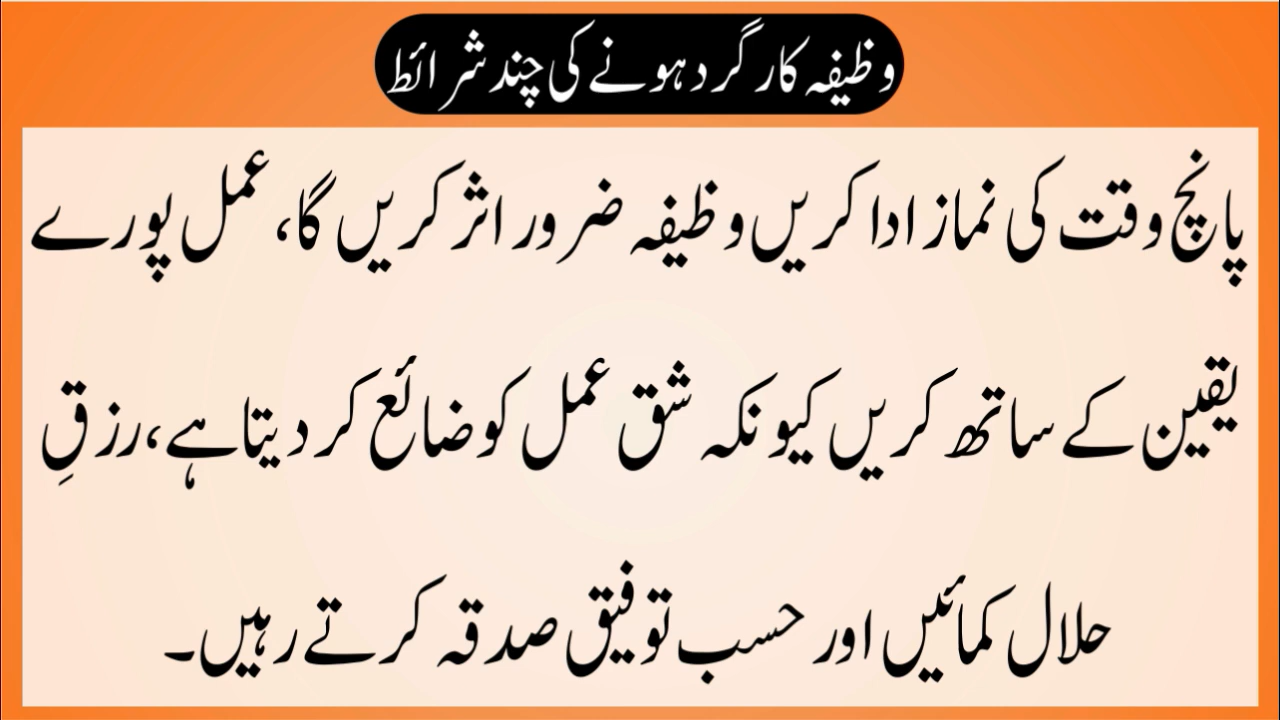 وظیفہ کارگرد ہونے کی چند شرائط
پانچ وقت کی نماز ادا کریں وظیفہ ضرور اثر کریں گا، عمل پورے
یقین کے ساتھ کریں کیونکہ شق عمل کو ضائع کر دیتا ہے، رزقِ
حلال کمائیں اور حسب توفیق صدقہ کرتے رہیں۔